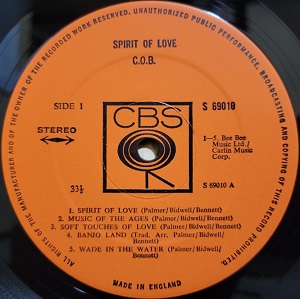 ALL RIGHTS OF THE MANUFACTURER AND OF THE OWNER OF THE RECORDED WORK RESERVED. UNAUTHORIZED PUBLIC PERFORMANCE, BROADCASTING AND COPYING OF THIS RECORD PROHIBITED.
SPIRIT OF LOVE
C.O.B.
SIDE 1
S 69010
STEREO
CBS
1—5. Bee Bee
Music Ltd./
Carlin Music
Corp.
33⅓
S 69010 A
1. SPIRIT OF LOVE (Palmer/Bidwell/Bennett)
2. MUSIC OF THE AGES (Palmer/Bidwell/Bennett)
3. SOFT TOUCHES OF LOVE (Palmer/Bidwell/Bennett)
4. BANJO LAND (Trad. Arr. Palmer/Bidwell/
Bennett)
5. WADE IN THE WATER (Palmer/Bidwell/
Bennett)
MADE IN ENGLAND